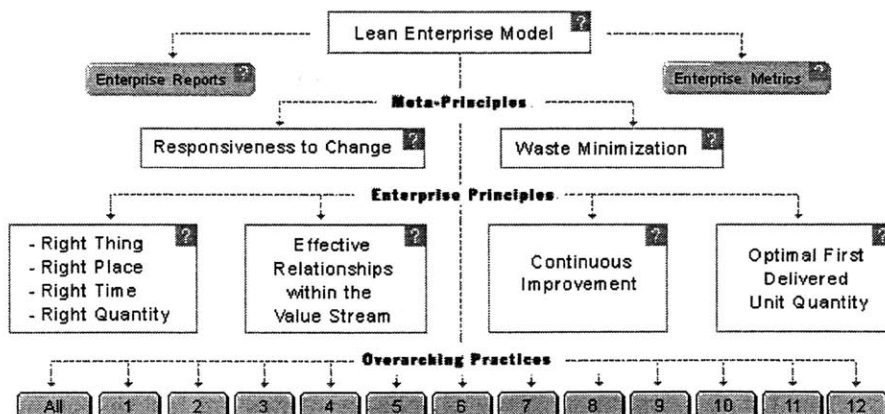 Lean Enterprise Model ?
Enterprise Reports ?
Enterprise Metrics ?
Meta-Principles
Responsiveness to Change ?
Waste Minimization ?
Enterprise Principles
- Right Thing ?
- Right Place
- Right Time
- Right Quantity
Effective ?
Relationships
within the
Value Stream
Continuous ?
Improvement
Optimal First ?
Delivered
Unit Quantity
Overarching Practices
All 1 2 3 4 5 6 7 8 9 10 11 12